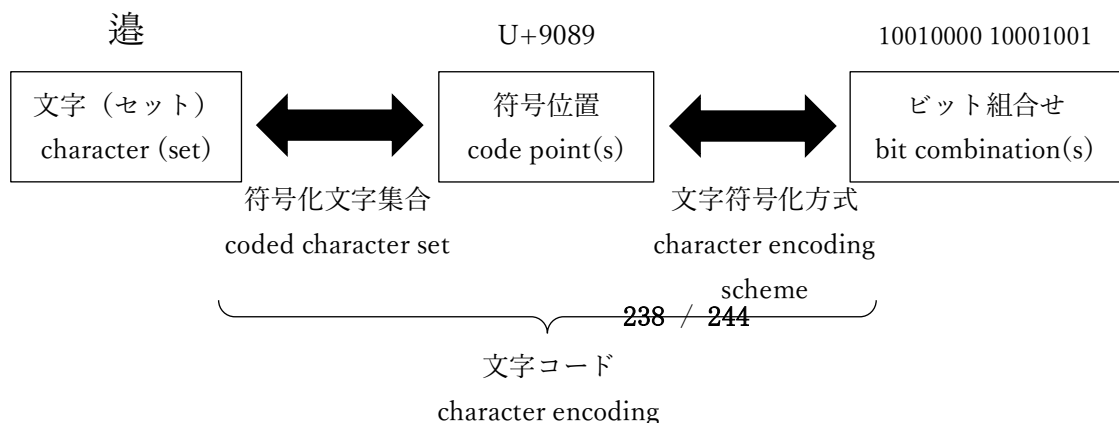 邉
U+9089
10010000 10001001
文字（セット）
character (set)
符号位置
code point(s)
ビット組合せ
bit combination(s)
符号化文字集合
coded character set
文字符号化方式
character encoding
scheme
238 / 244
文字コード
character encoding